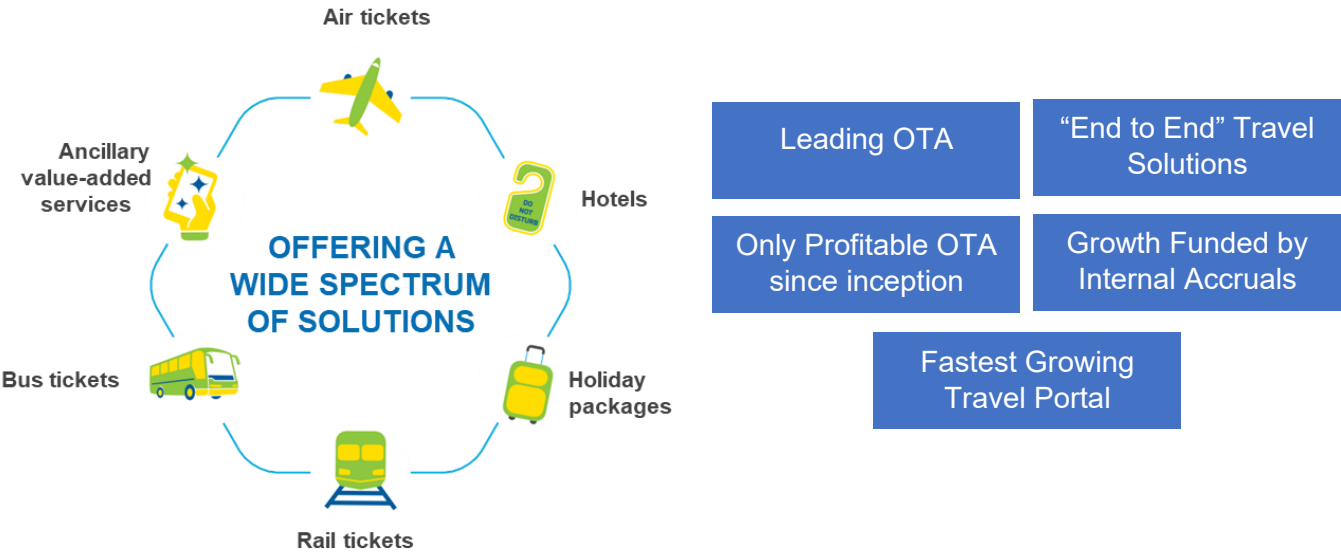 Air tickets
Ancillary
value-added
services
Hotels
DO
NOT
DISTURB
OFFERING A
WIDE SPECTRUM
OF SOLUTIONS
Bus tickets
Holiday
packages
Rail tickets
Leading OTA
“End to End” Travel
Solutions
Only Profitable OTA
since inception
Growth Funded by
Internal Accruals
Fastest Growing
Travel Portal